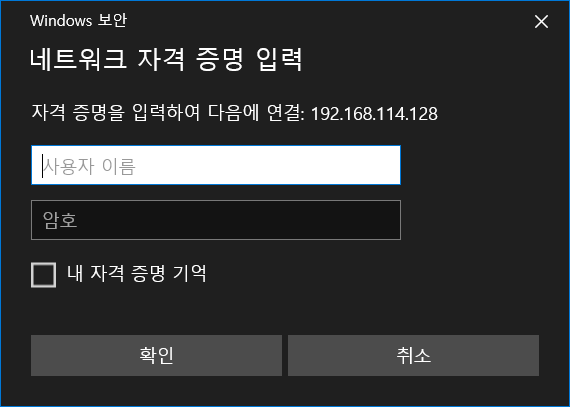 Windows 보안
네트워크 자격 증명 입력
자격 증명을 입력하여 다음에 연결: 192.168.114.128
사용자 이름
암호
내 자격 증명 기억
확인
취소